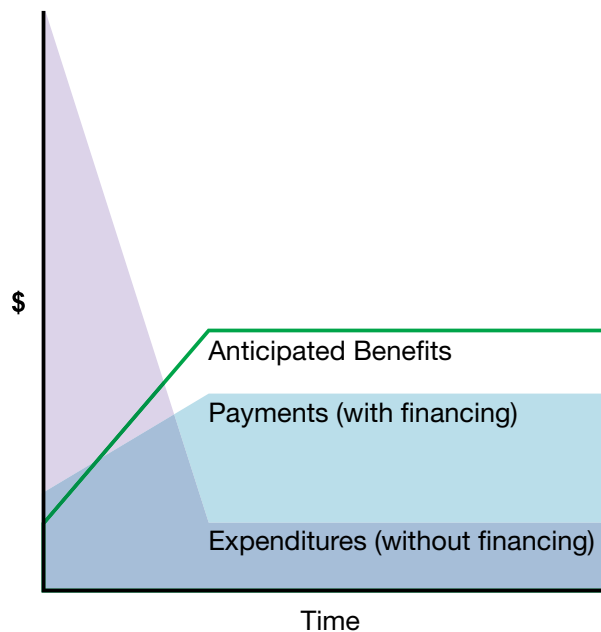 $
Anticipated Benefits
Payments (with financing)
Expenditures (without financing)
Time